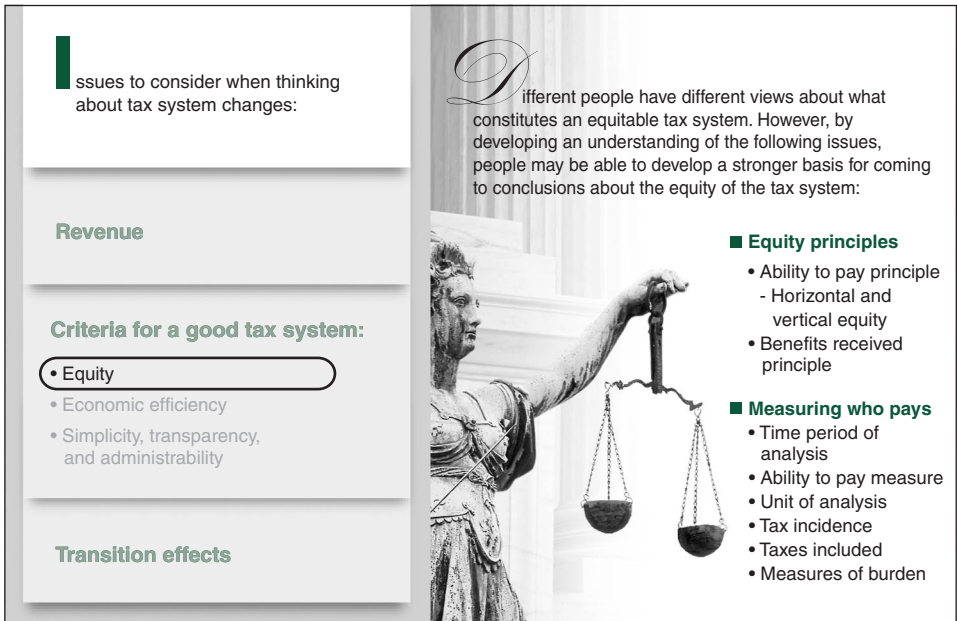 Issues to consider when thinking
about tax system changes:
Revenue
Criteria for a good tax system:
• Equity
• Economic efficiency
• Simplicity, transparency,
and administrability
Transition effects
Different people have different views about what
constitutes an equitable tax system. However, by
developing an understanding of the following issues,
people may be able to develop a stronger basis for coming
to conclusions about the equity of the tax system:
■ Equity principles
• Ability to pay principle
- Horizontal and
vertical equity
• Benefits received
principle
■ Measuring who pays
• Time period of
analysis
• Ability to pay measure
• Unit of analysis
• Tax incidence
• Taxes included
• Measures of burden